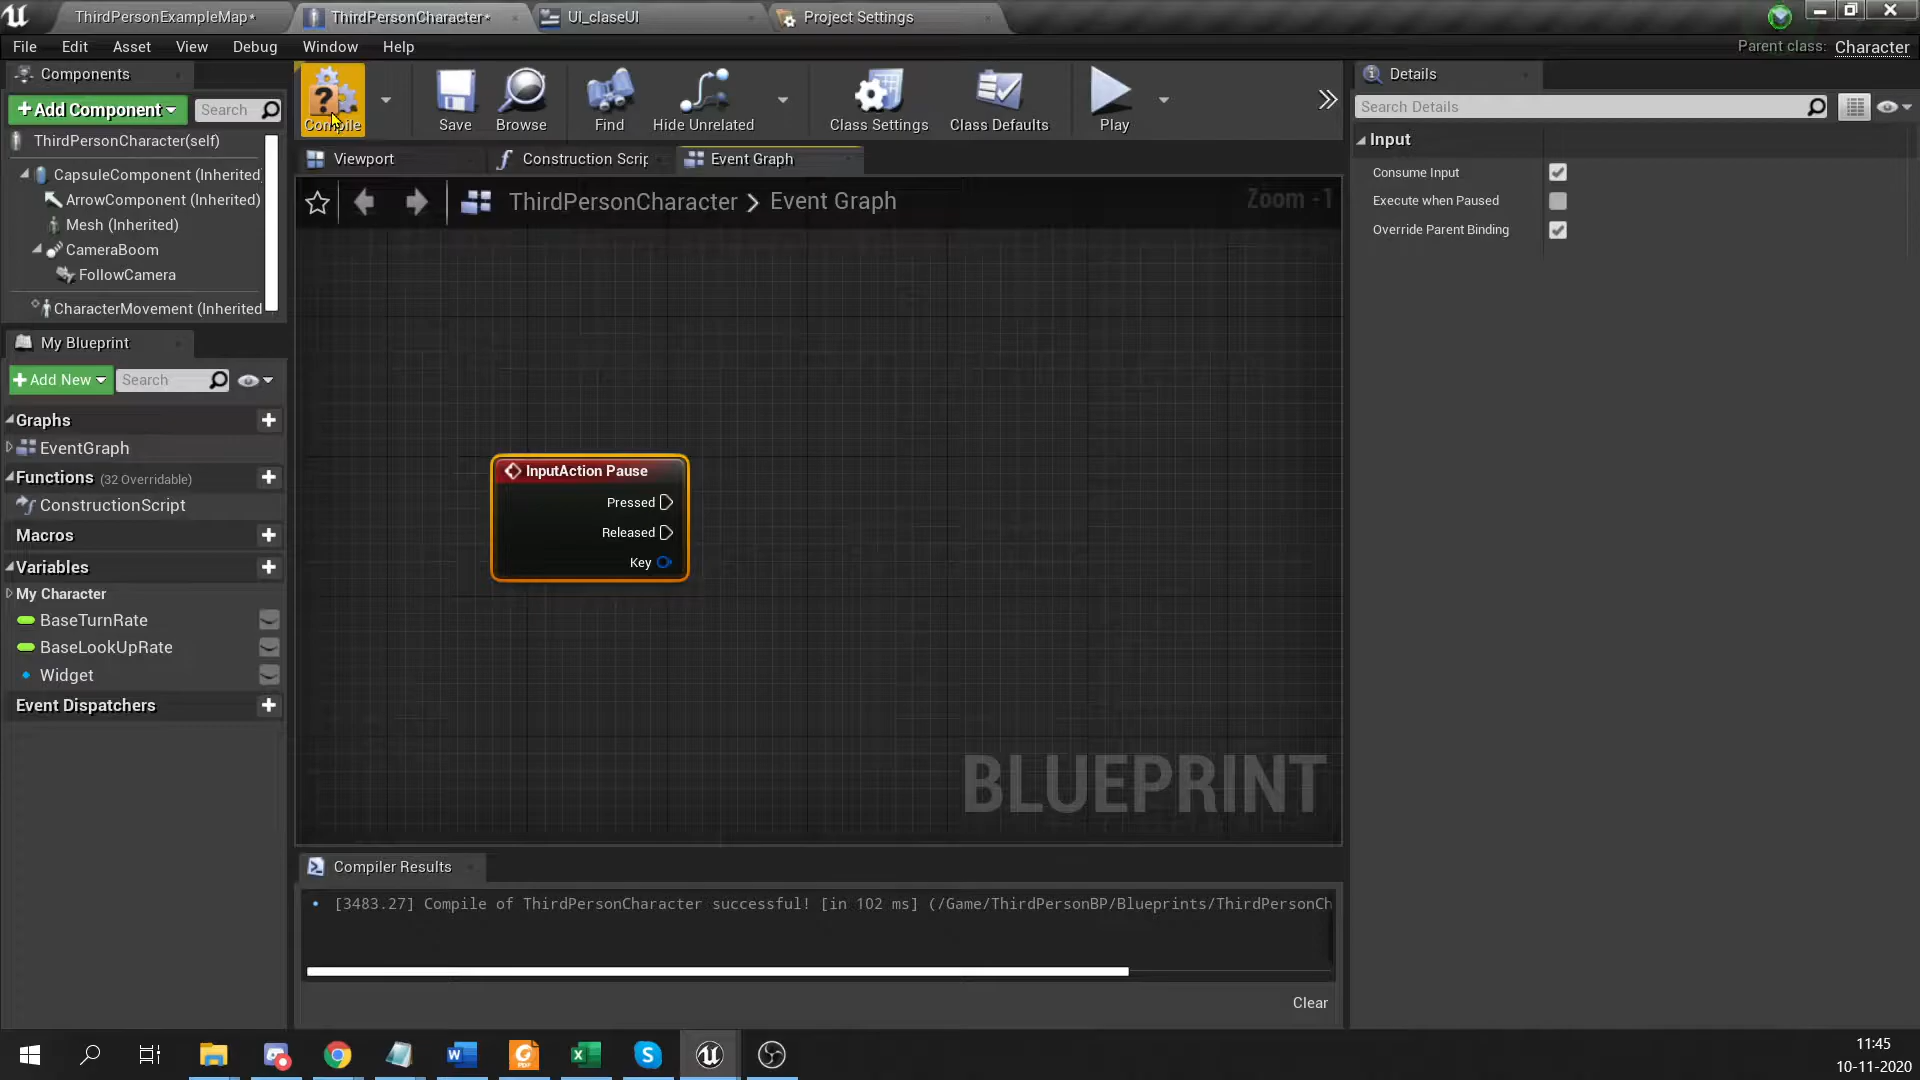 ThirdPersonExampleMap*
ThirdPersonCharacter*
UI_claseUI
Project Settings
File Edit Asset View Debug Window Help
Parent class: Character
Components
+Add Component
Search
ThirdPersonCharacter(self)
CapsuleComponent (Inherited)
ArrowComponent (Inherited)
Mesh (Inherited)
CameraBoom
FollowCamera
CharacterMovement (Inherited
My Blueprint
Add New
Search
Graphs
EventGraph
Functions (32 Overridable)
ConstructionScript
Macros
Variables
My Character
BaseTurnRate
BaseLookUpRate
Widget
Event Dispatchers
Compile
Save
Browse
Find
Hide Unrelated
Class Settings
Class Defaults
Play
Viewport
Construction Scrip
Event Graph
ThirdPersonCharacter > Event Graph
Zoom -1
InputAction Pause
Pressed
Released
Key
BLUEPRINT
Compiler Results
[3483.27] Compile of ThirdPersonCharacter successful! [in 102 ms] (/Game/ThirdPersonBP/Blueprints/ThirdPersonCh
Clear
Details
Search Details
Input
Consume Input
Execute when Paused
Override Parent Binding
11:45
10-11-2020